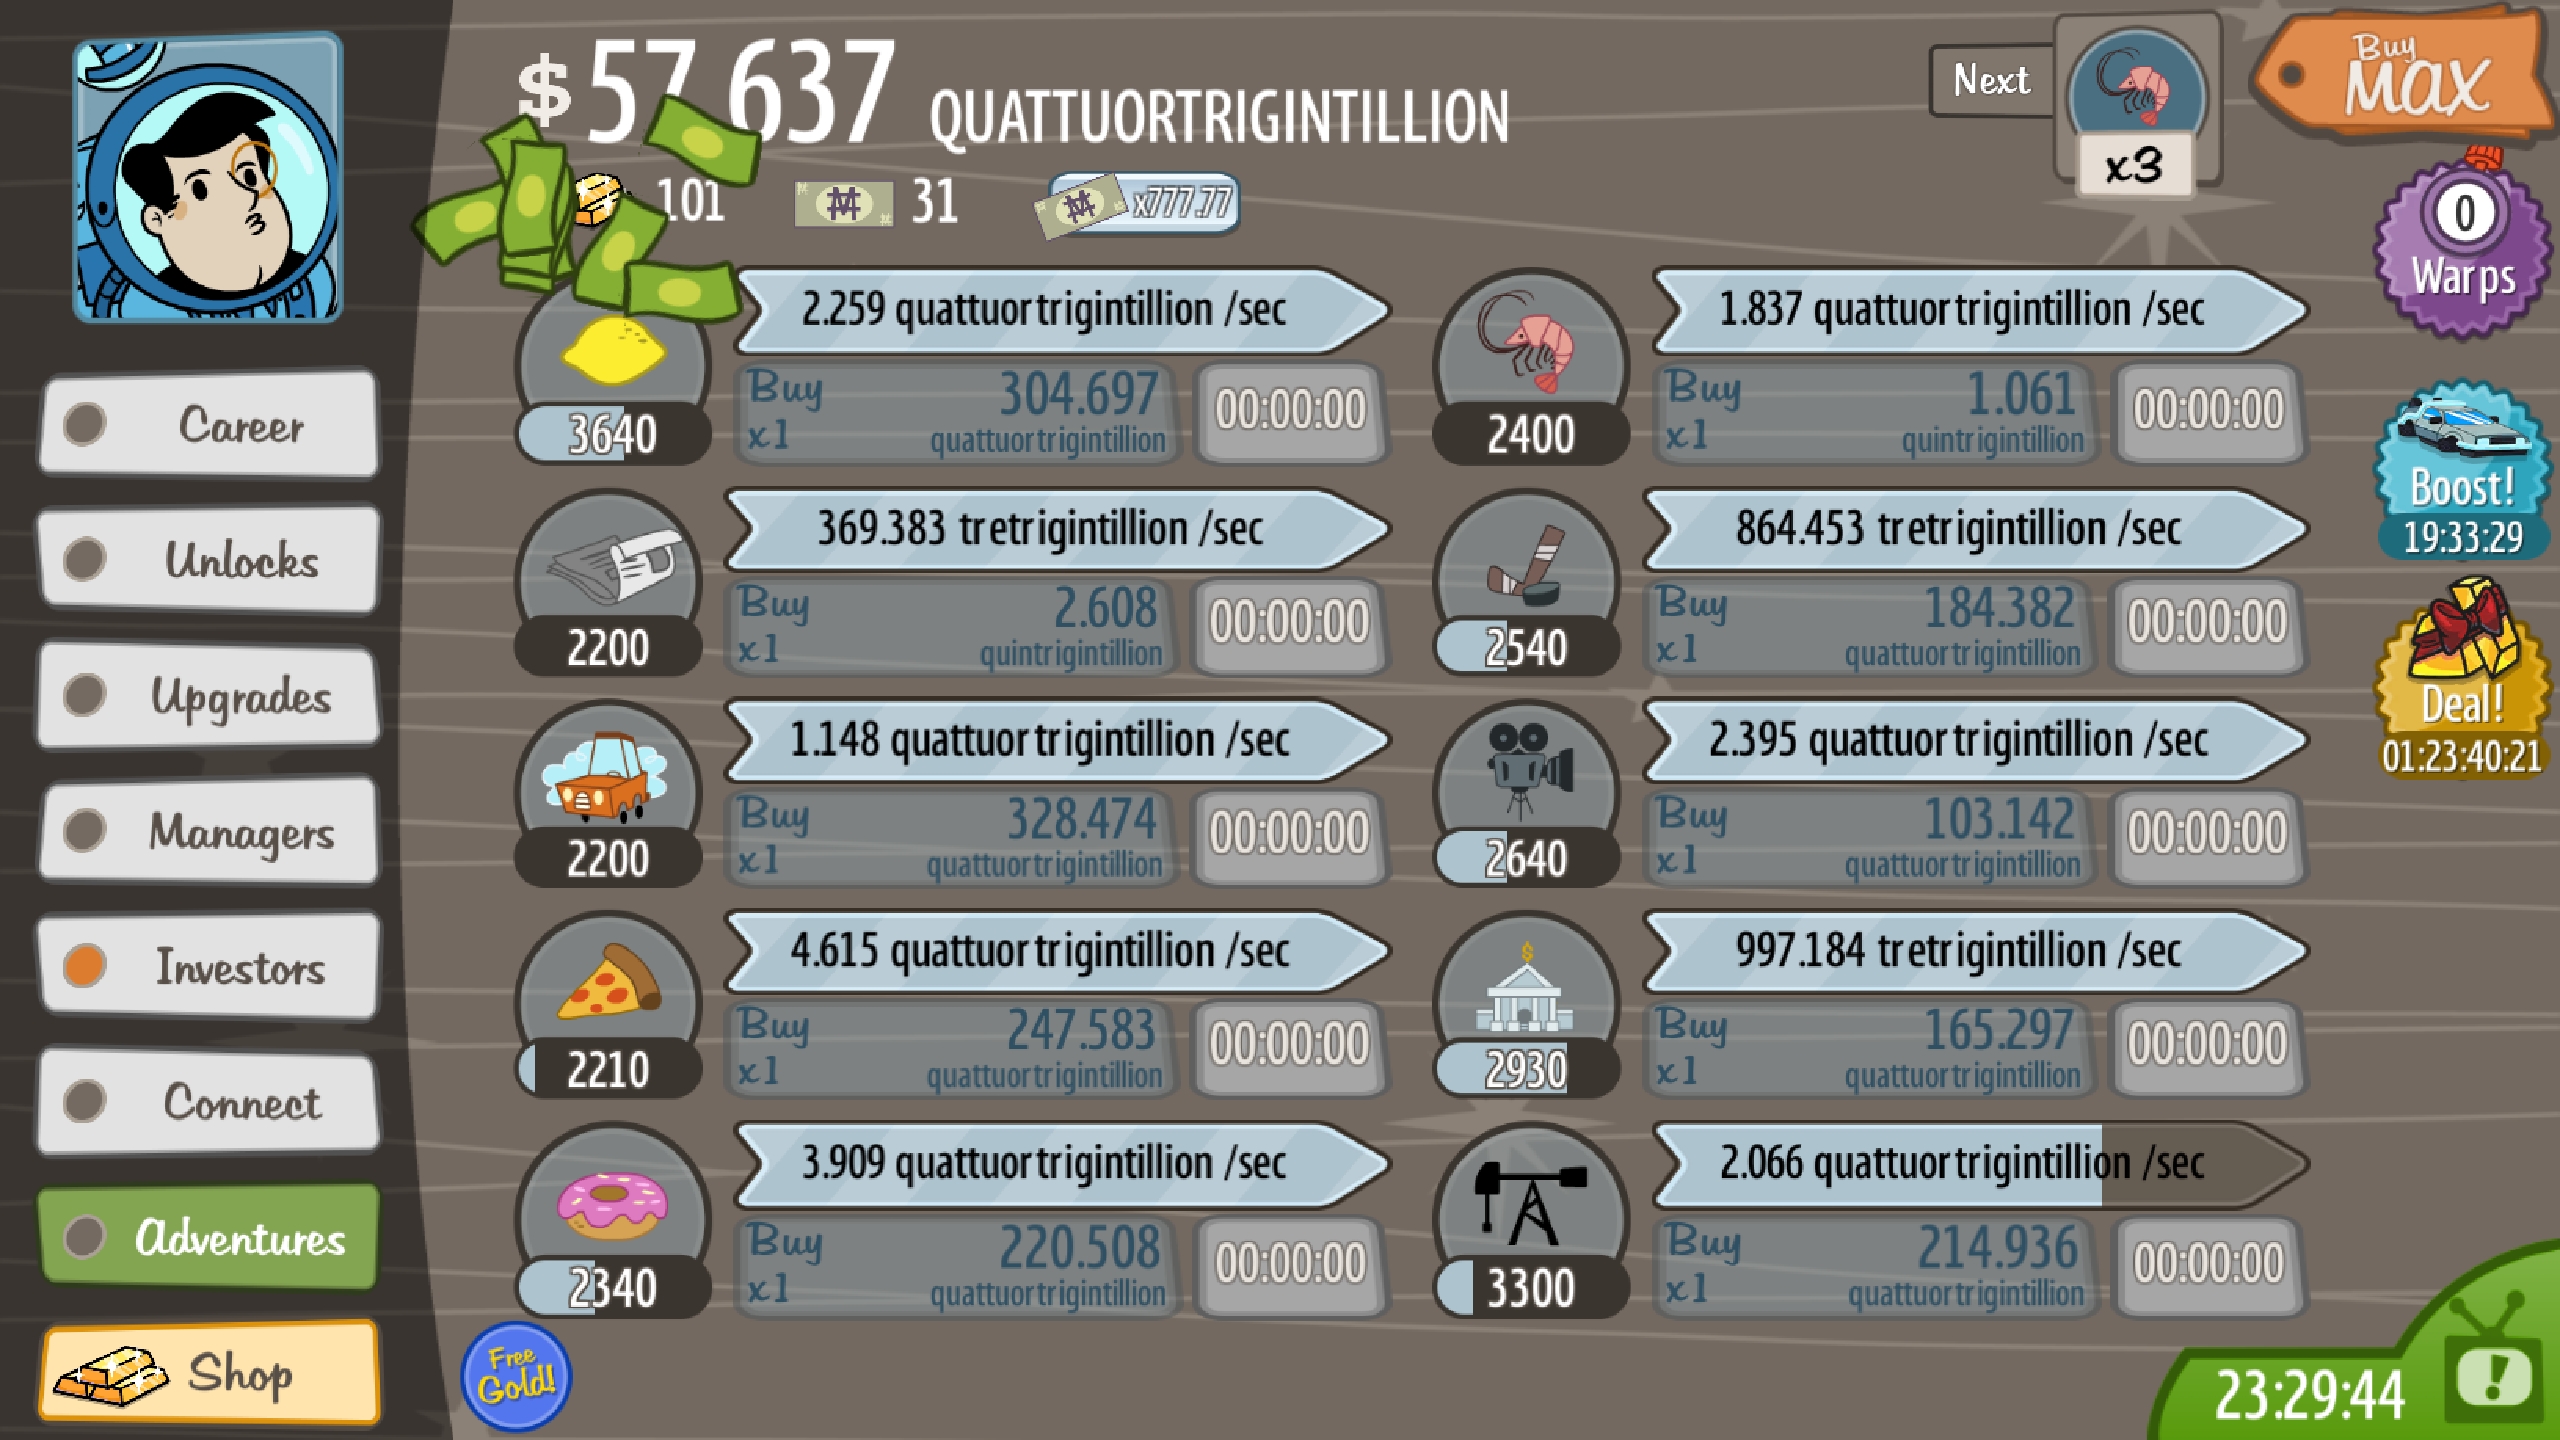 $57.637 QUATTUORTRIGINTILLION
101 31 x777.77
Next
x3
Buy
MAX
0
Warps
Boost!
19:33:29
Deal!
01:23:40:21
Career
Unlocks
Upgrades
Managers
Investors
Connect
Adventures
Shop
2.259 quattuortrigintillion /sec
3640
Buy
x1
304.697
quattuortrigintillion
00:00:00
1.837 quattuortrigintillion /sec
2400
Buy
x1
1.061
quintrigintillion
00:00:00
369.383 tretrigintillion /sec
2200
Buy
x1
2.608
quintrigintillion
00:00:00
864.453 tretrigintillion /sec
2540
Buy
x1
184.382
quattuortrigintillion
00:00:00
1.148 quattuortrigintillion /sec
2200
Buy
x1
328.474
quattuortrigintillion
00:00:00
2.395 quattuortrigintillion /sec
2640
Buy
x1
103.142
quattuortrigintillion
00:00:00
4.615 quattuortrigintillion /sec
2210
Buy
x1
247.583
quattuortrigintillion
00:00:00
997.184 tretrigintillion /sec
2930
Buy
x1
165.297
quattuortrigintillion
00:00:00
3.909 quattuortrigintillion /sec
2340
Buy
x1
220.508
quattuortrigintillion
00:00:00
2.066 quattuortrigintillion /sec
3300
Buy
x1
214.936
quattuortrigintillion
00:00:00
Free
Gold!
23:29:44